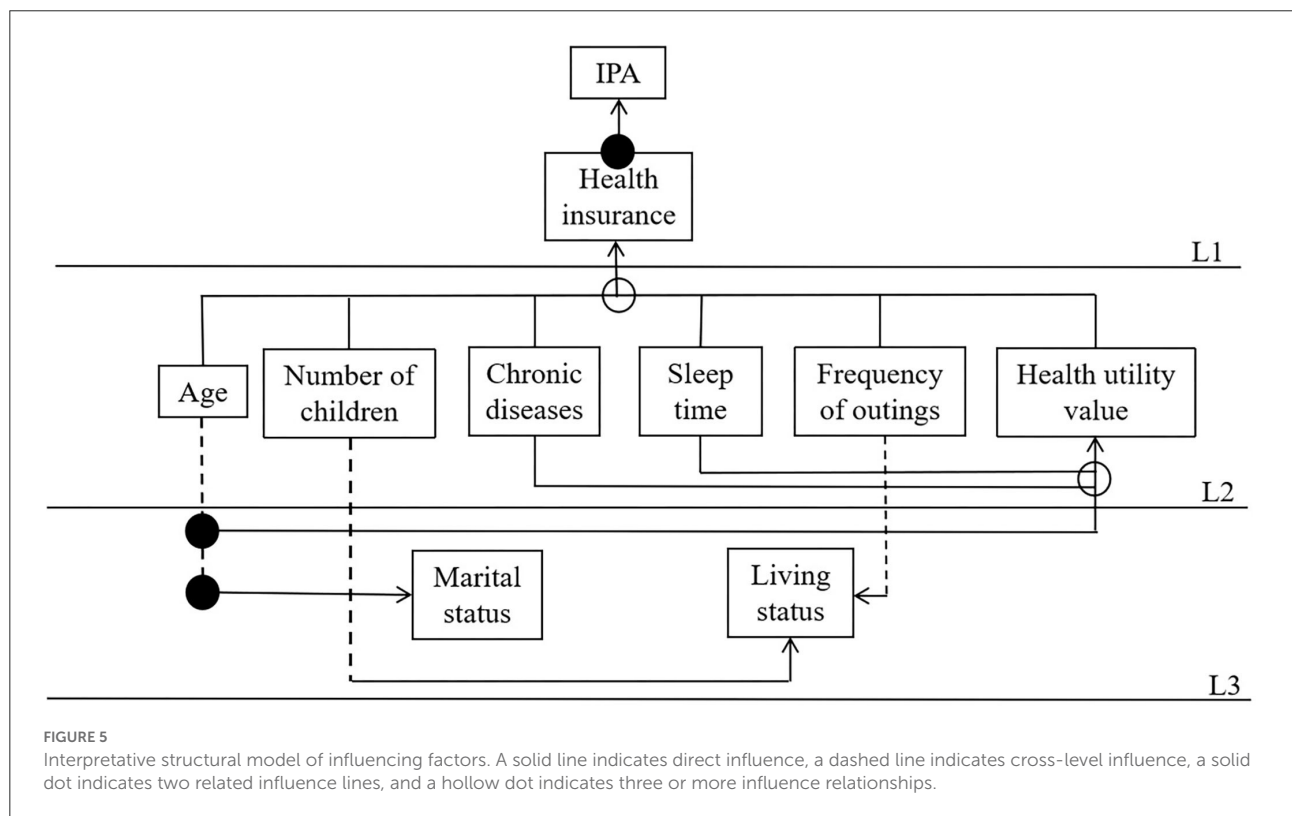 IPA
Health
insurance
L1
Age
Number of
children
Chronic
diseases
Sleep
time
Frequency
of outings
Health utility
value
L2
Marital
status
Living
status
L3
FIGURE 5
Interpretative structural model of influencing factors. A solid line indicates direct influence, a dashed line indicates cross-level influence, a solid
dot indicates two related influence lines, and a hollow dot indicates three or more influence relationships.